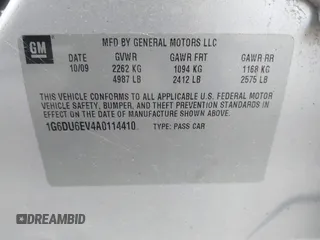 GM
MFD BY GENERAL MOTORS LLC
DATE GVWR GAWR FRT GAWR RR
10/09 2262 KG 1094 KG 1168 KG
4987 LB 2412 LB 2575 LB
THIS VEHICLE CONFORMS TO ALL APPLICABLE U.S. FEDERAL MOTOR
VEHICLE SAFETY, BUMPER, AND THEFT PREVENTION STANDARDS
IN EFFECT ON THE DATE OF MANUFACTURE SHOWN ABOVE.
1G6DU6EV4A0114410 TYPE: PASS CAR
DREAMBID